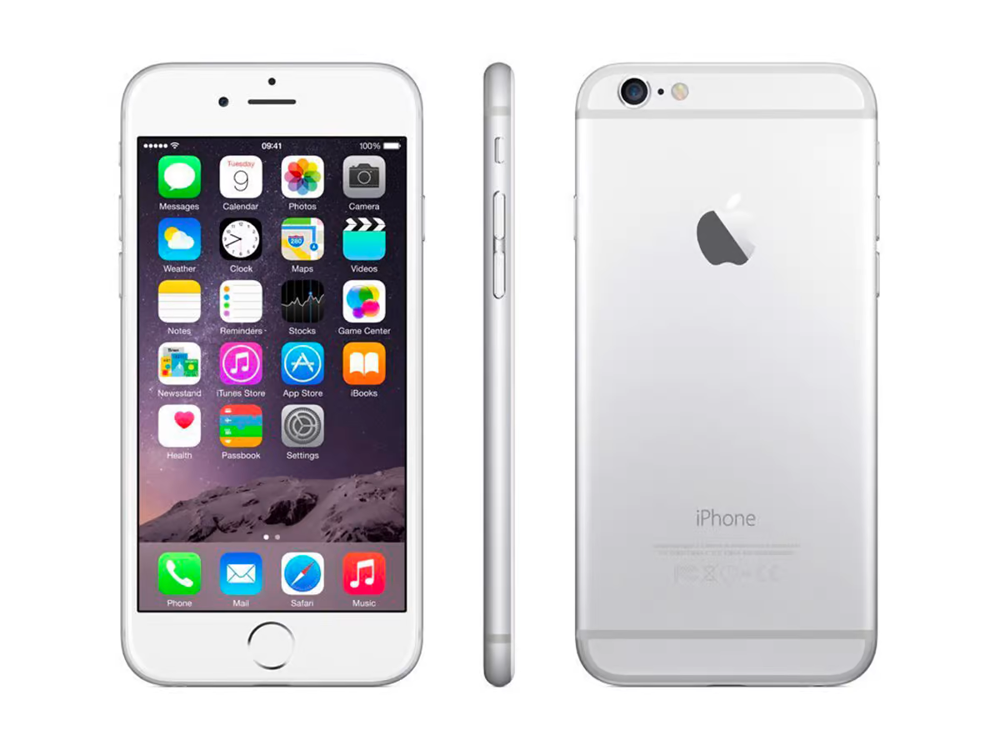 09:41
100%
Tuesday
9
Messages
Calendar
Photos
Camera
280
Weather
Clock
Maps
Videos
Notes
Reminders
Stocks
Game Center
Newsstand
iTunes Store
App Store
iBooks
Health
Passbook
Settings
Phone
Mail
Safari
Music
iPhone